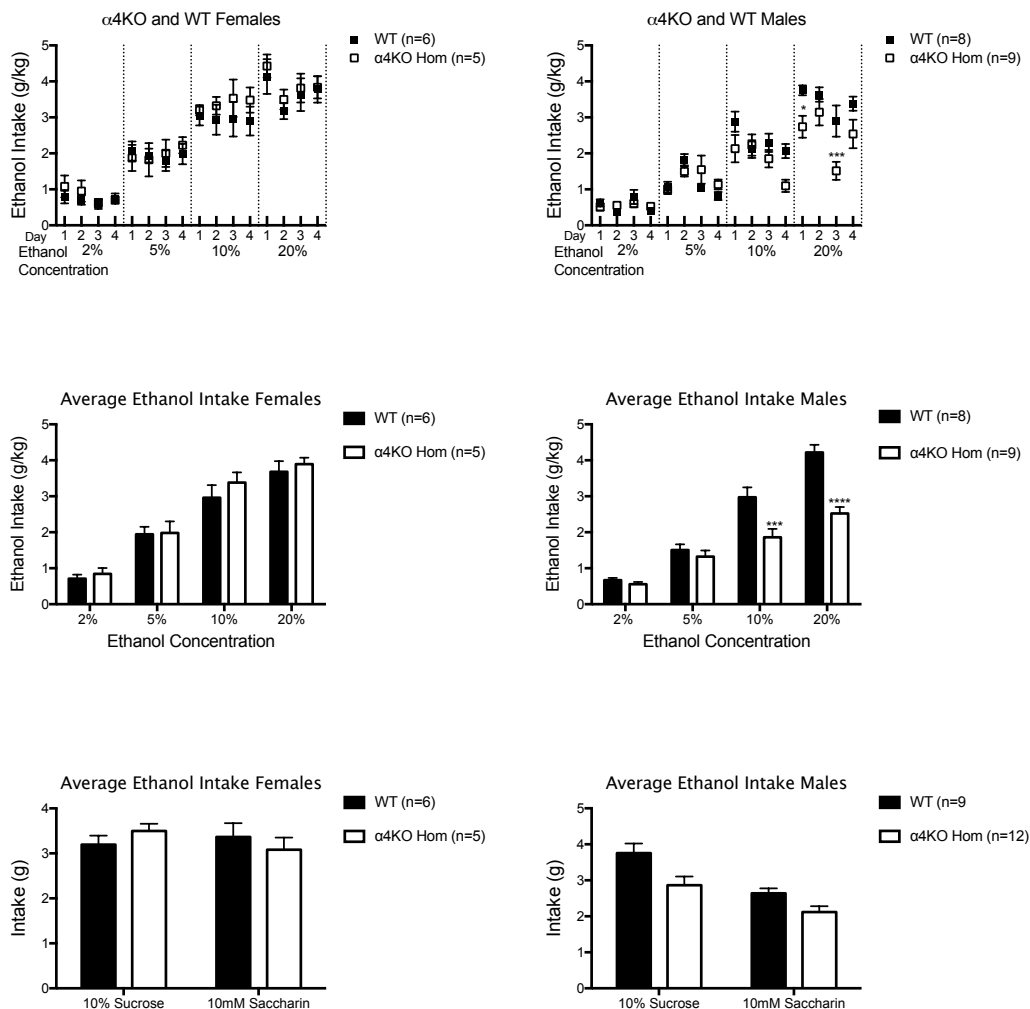 α4KO and WT Females
WT (n=6)
α4KO Hom (n=5)
Ethanol Intake (g/kg)
5
4
3
2
1
0
Day 1 2 3 4 1 2 3 4 1 2 3 4 1 2 3 4
Ethanol 2% 5% 10% 20%
Concentration
α4KO and WT Males
WT (n=8)
α4KO Hom (n=9)
Ethanol Intake (g/kg)
5
4
3
2
1
0
*
***
Day 1 2 3 4 1 2 3 4 1 2 3 4 1 2 3 4
Ethanol 2% 5% 10% 20%
Concentration
Average Ethanol Intake Females
WT (n=6)
α4KO Hom (n=5)
Ethanol Intake (g/kg)
5
4
3
2
1
0
2% 5% 10% 20%
Ethanol Concentration
Average Ethanol Intake Males
WT (n=8)
α4KO Hom (n=9)
Ethanol Intake (g/kg)
5
4
3
2
1
0
***
****
2% 5% 10% 20%
Ethanol Concentration
Average Ethanol Intake Females
WT (n=6)
α4KO Hom (n=5)
Intake (g)
4
3
2
1
0
10% Sucrose 10mM Saccharin
Average Ethanol Intake Males
WT (n=9
α4KO Hom (n=12)
Intake (g)
5
4
3
2
1
0
10% Sucrose 10mM Saccharin